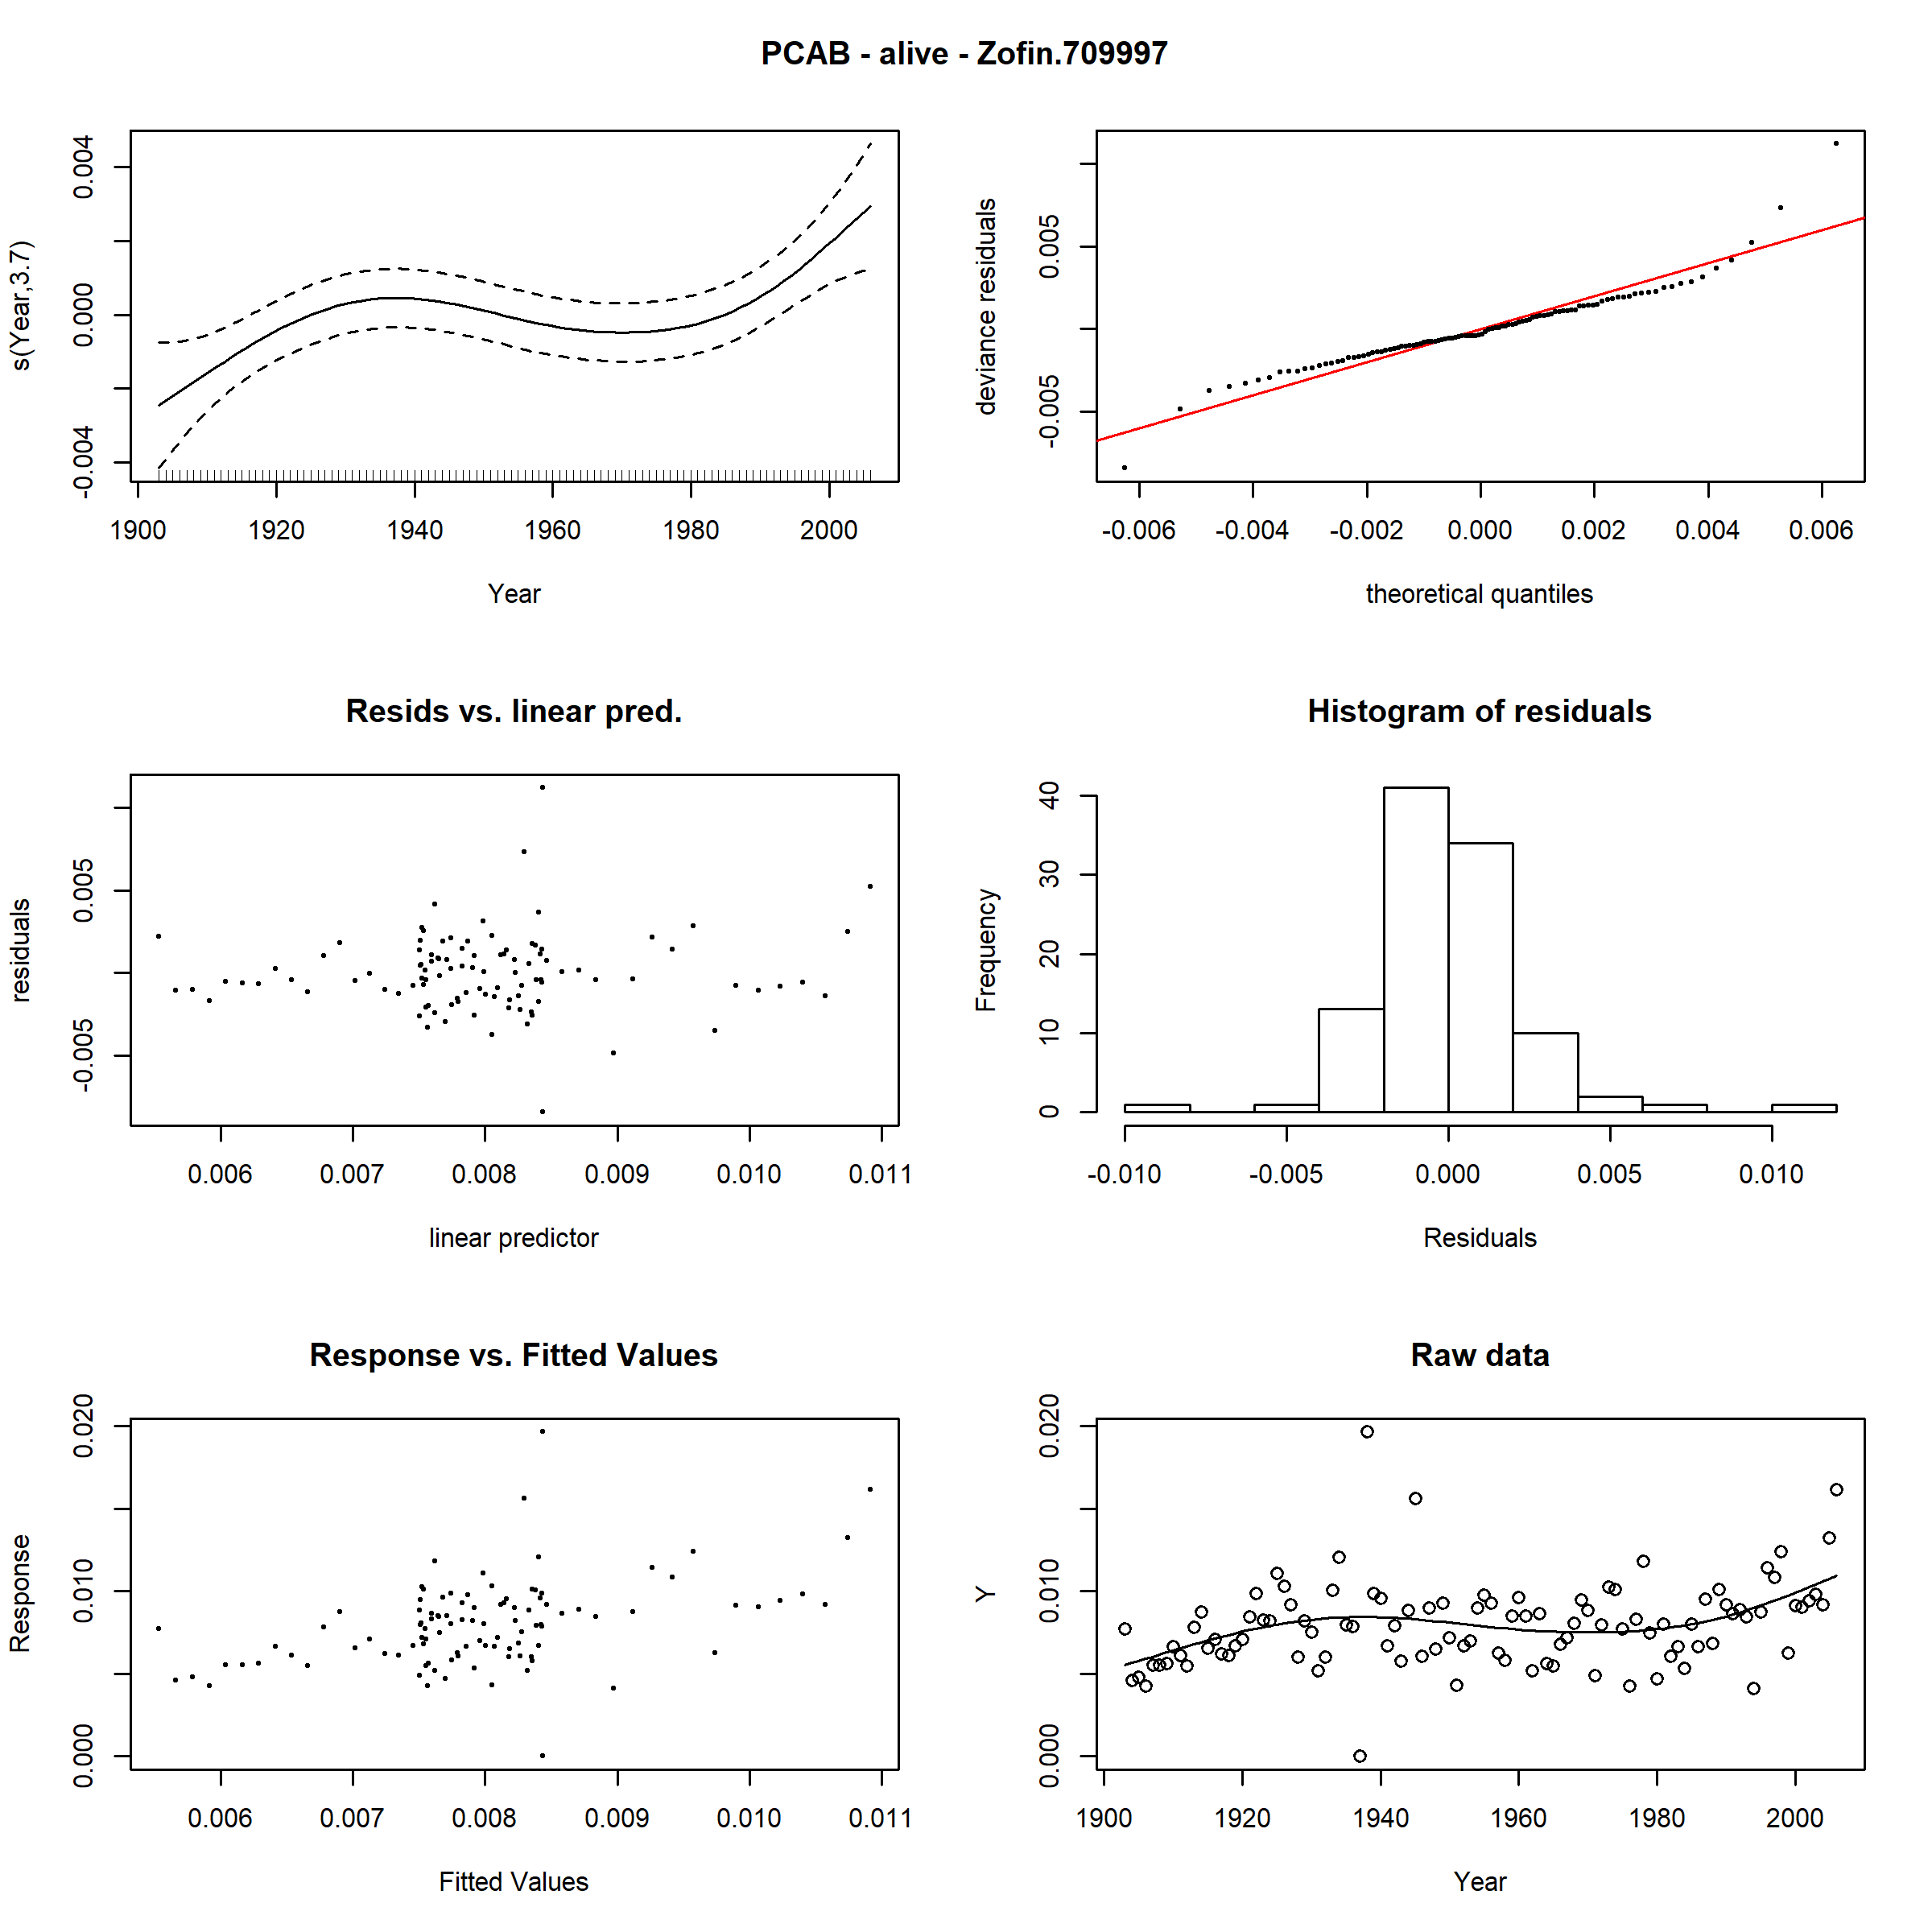 PCAB - alive - Zofin.709997
s(Year,3.7)
-0.004 0.000 0.004
1900 1920 1940 1960 1980 2000
Year
deviance residuals
-0.005 0.005
-0.006 -0.004 -0.002 0.000 0.002 0.004 0.006
theoretical quantiles
Resids vs. linear pred.
residuals
-0.005 0.005
0.006 0.007 0.008 0.009 0.010 0.011
linear predictor
Histogram of residuals
Frequency
0 10 20 30 40
-0.010 -0.005 0.000 0.005 0.010
Residuals
Response vs. Fitted Values
Response
0.000 0.010 0.020
0.006 0.007 0.008 0.009 0.010 0.011
Fitted Values
Raw data
Y
0.000 0.010 0.020
1900 1920 1940 1960 1980 2000
Year